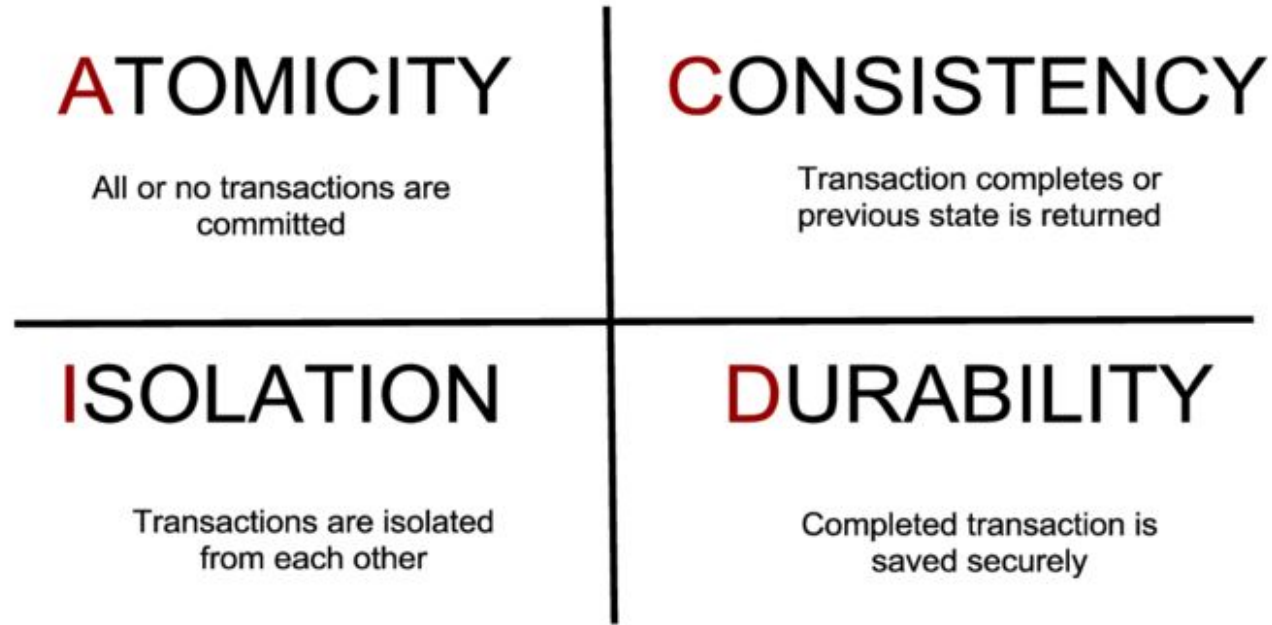 ATOMICITY
All or no transactions are
committed
CONSISTENCY
Transaction completes or
previous state is returned
ISOLATION
Transactions are isolated
from each other
DURABILITY
Completed transaction is
saved securely